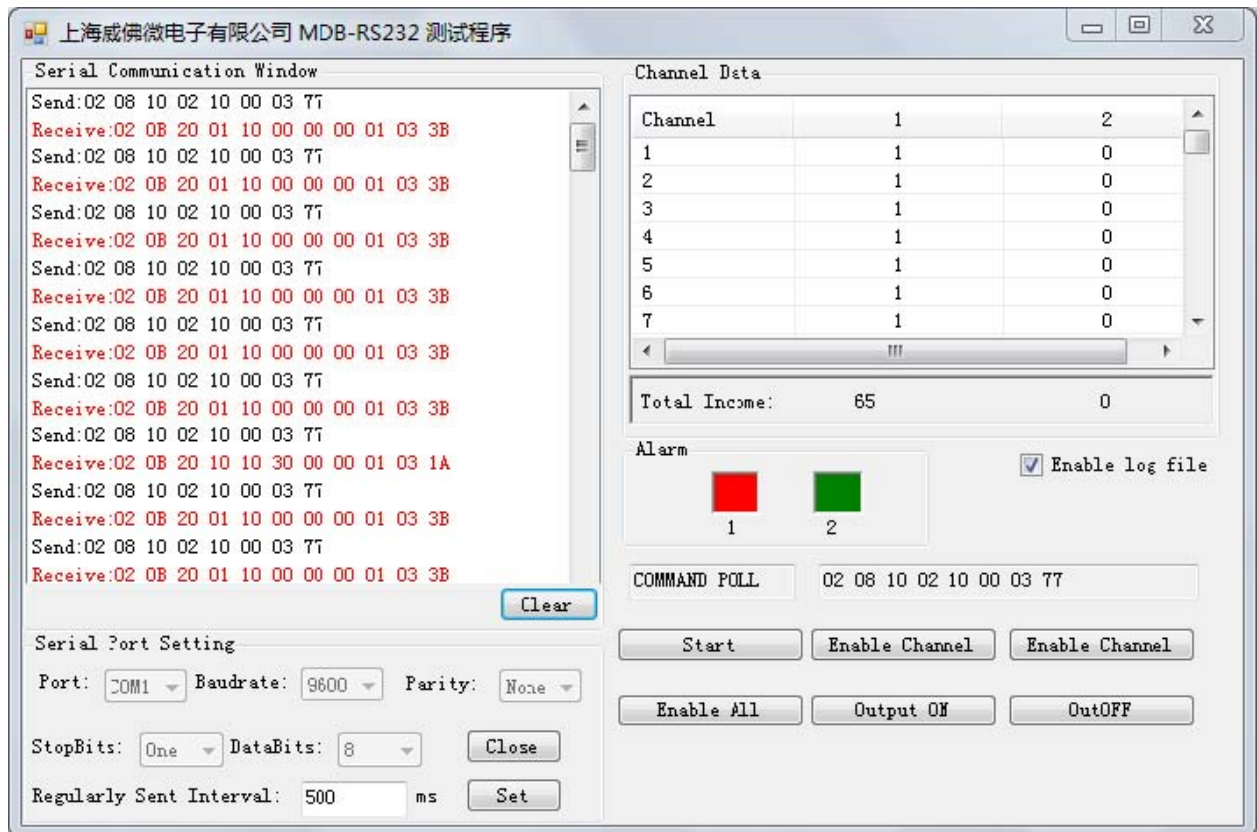 上海威佛微电子有限公司 MDB-RS232 测试程序
Serial Communication Window
Send:02 08 10 02 10 00 03 77
Receive:02 0B 20 01 10 00 00 00 01 03 3B
Send:02 08 10 02 10 00 03 77
Receive:02 0B 20 01 10 00 00 00 01 03 3B
Send:02 08 10 02 10 00 03 77
Receive:02 0B 20 01 10 00 00 00 01 03 3B
Send:02 08 10 02 10 00 03 77
Receive:02 0B 20 01 10 00 00 00 01 03 3B
Send:02 08 10 02 10 00 03 77
Receive:02 0B 20 01 10 00 00 00 01 03 3B
Send:02 08 10 02 10 00 03 77
Receive:02 0B 20 01 10 00 00 00 01 03 3B
Send:02 08 10 02 10 00 03 77
Receive:02 0B 20 10 10 30 00 00 01 03 1A
Send:02 08 10 02 10 00 03 77
Receive:02 0B 20 01 10 00 00 00 01 03 3B
Send:02 08 10 02 10 00 03 77
Receive:02 0B 20 01 10 00 00 00 01 03 3B
Clear
Serial Port Setting
Port: COM1 Baudrate: 9600 Parity: None
StopBits: One DataBits: 8 Close
Regularly Sent Interval: 500 ms Set
Channel Data
Channel 1 2
1 1 0
2 1 0
3 1 0
4 1 0
5 1 0
6 1 0
7 1 0
Total Income: 65 0
Alarm
1 2
Enable log file
COMMAND POLL 02 08 10 02 10 00 03 77
Start Enable Channel Enable Channel
Enable All Output ON OutOFF